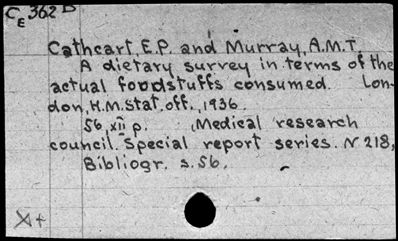 CE 362 D
Cathcart, E.P. and Murray, A.M.T.
A dietary survey in terms of the
actual foodstuffs consumed. Lon-
don, H.M.Stat.off., 1936.
56, xii p. (Medical research
council. Special report series. N 218,
Bibliogr. s.56.